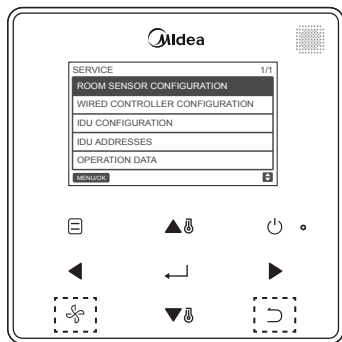 Midea
SERVICE 1/1
ROOM SENSOR CONFIGURATION
WIRED CONTROLLER CONFIGURATION
IDU CONFIGURATION
IDU ADDRESSES
OPERATION DATA
MENU/OK